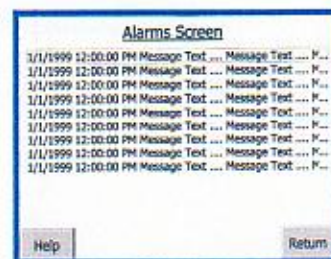 Alarms Screen
1/1/1999 12:00:00 PM Message Text .... Message Text .... M...
1/1/1999 12:00:00 PM Message Text .... Message Text .... M...
1/1/1999 12:00:00 PM Message Text .... Message Text .... M...
1/1/1999 12:00:00 PM Message Text .... Message Text .... M...
1/1/1999 12:00:00 PM Message Text .... Message Text .... M...
1/1/1999 12:00:00 PM Message Text .... Message Text .... M...
1/1/1999 12:00:00 PM Message Text .... Message Text .... M...
1/1/1999 12:00:00 PM Message Text .... Message Text .... M...
1/1/1999 12:00:00 PM Message Text .... Message Text .... M...
Help
Return